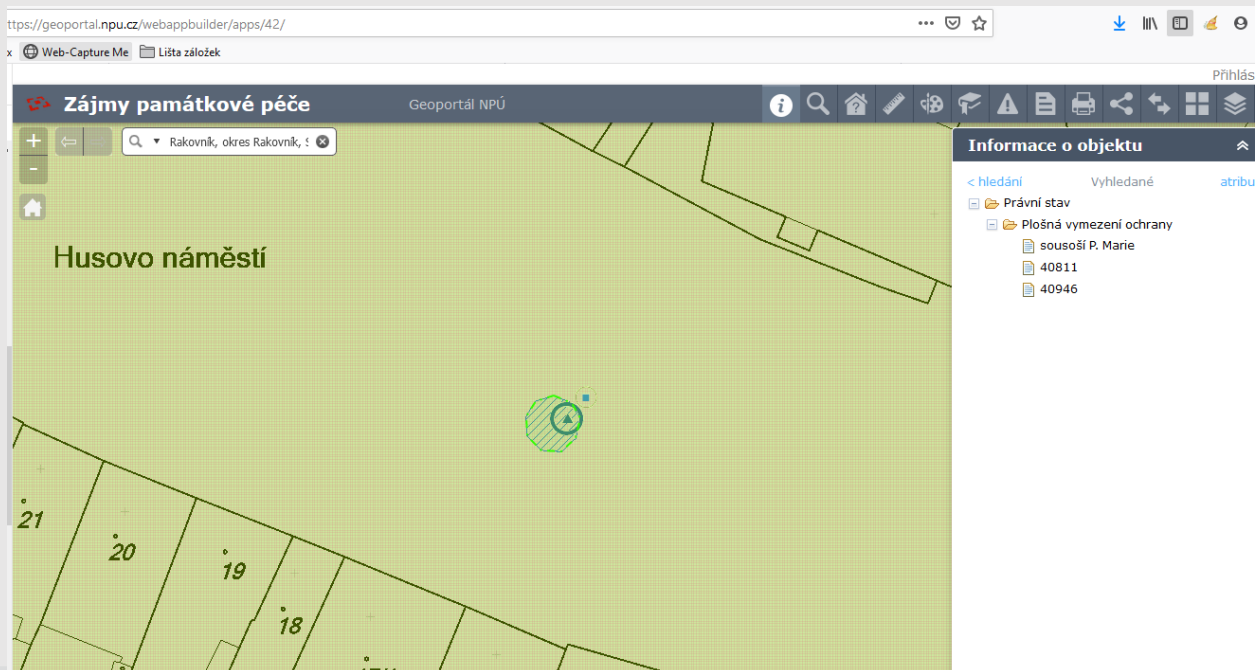 ttps://geoportal.npu.cz/webappbuilder/apps/42/
x Web-Capture Me Lišta záložek
Přihlás
Zájmy památkové péče Geoportál NPÚ
Rakovník, okres Rakovník, S
Informace o objektu
< hledání Vyhledané atribu
Právní stav
Plošná vymezení ochrany
sousoší P. Marie
40811
40946
Husovo náměstí
21
20
19
18